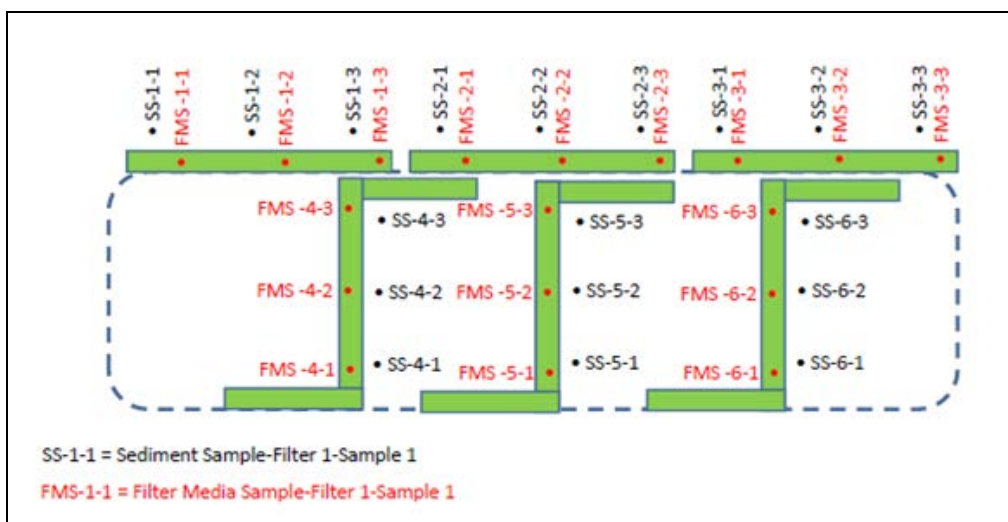 SS-1-1
FMS -1-1
SS-1-2
FMS -1-2
SS-1-3
FMS -1-3
SS-2-1
FMS -2-1
SS-2-2
FMS -2-2
SS-2-3
FMS -2-3
SS-3-1
FMS -3-1
SS-3-2
FMS -3-2
SS-3-3
FMS -3-3
FMS -4-3
SS-4-3
FMS -5-3
SS-5-3
FMS -6-3
SS-6-3
FMS -4-2
SS-4-2
FMS -5-2
SS-5-2
FMS -6-2
SS-6-2
FMS -4-1
SS-4-1
FMS -5-1
SS-5-1
FMS -6-1
SS-6-1
SS-1-1 = Sediment Sample-Filter 1-Sample 1
FMS-1-1 = Filter Media Sample-Filter 1-Sample 1